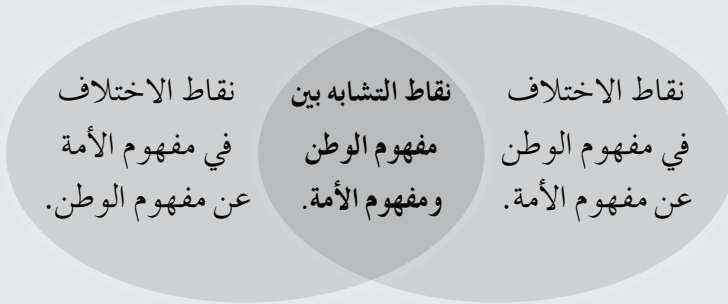 نقاط الاختلاف
في مفهوم الوطن
عن مفهوم الأمة.
نقاط التشابه بين
مفهوم الوطن
ومفهوم الأمة.
نقاط الاختلاف
في مفهوم الأمة
عن مفهوم الوطن.